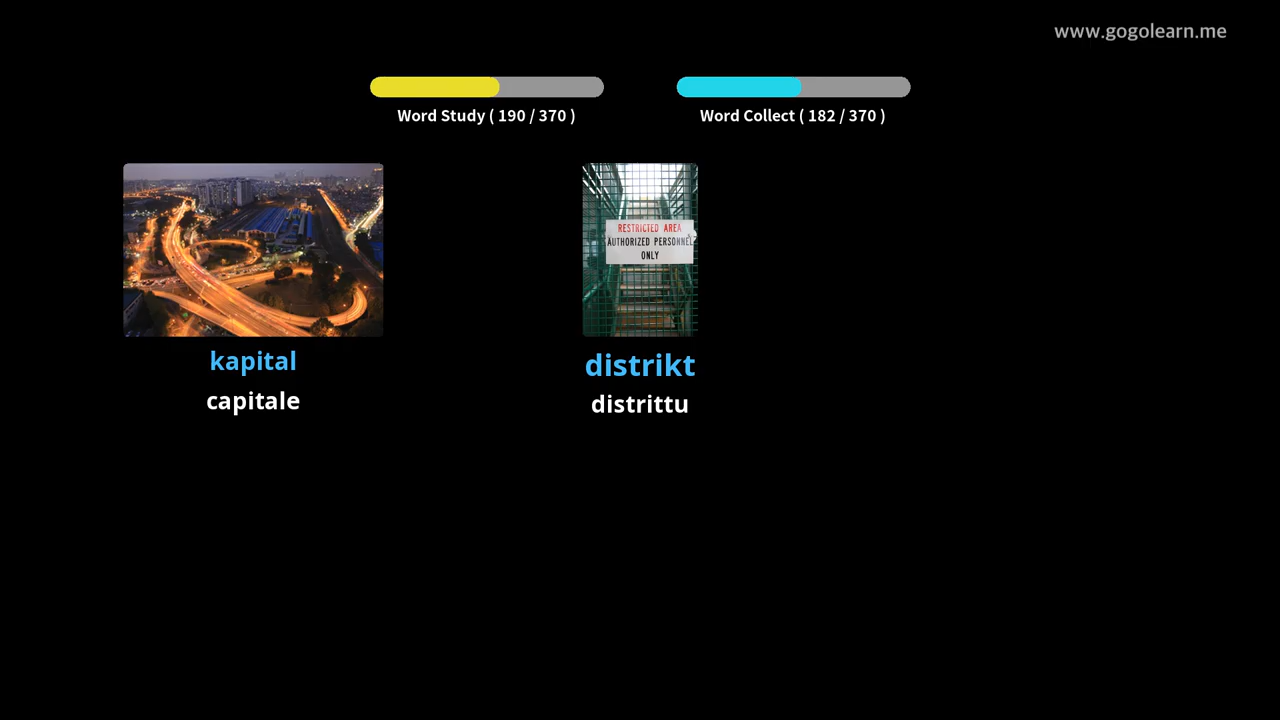 www.gogolearn.me
Word Study ( 190 / 370 )
Word Collect ( 182 / 370 )
RESTRICTED AREA
AUTHORIZED PERSONNEL
ONLY
kapital
capitale
distrikt
distrittu